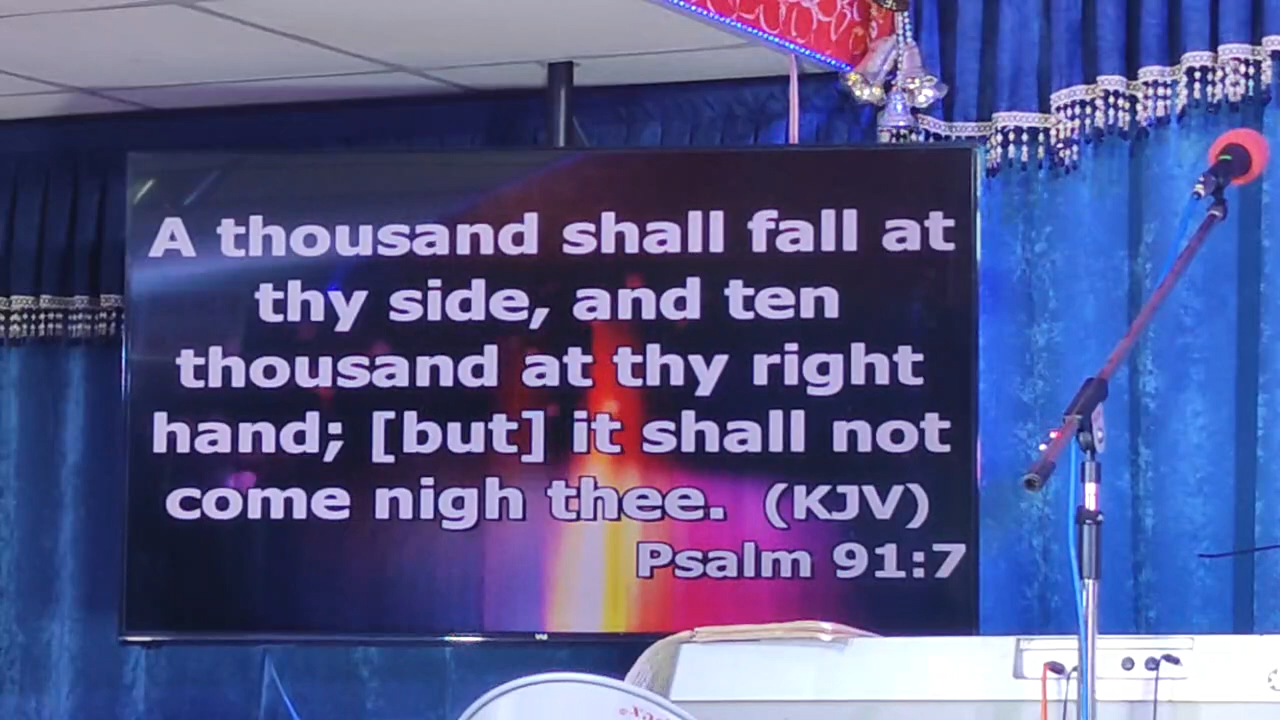 A thousand shall fall at
thy side, and ten
thousand at thy right
hand; [but] it shall not
come nigh thee. (KJV)
Psalm 91:7